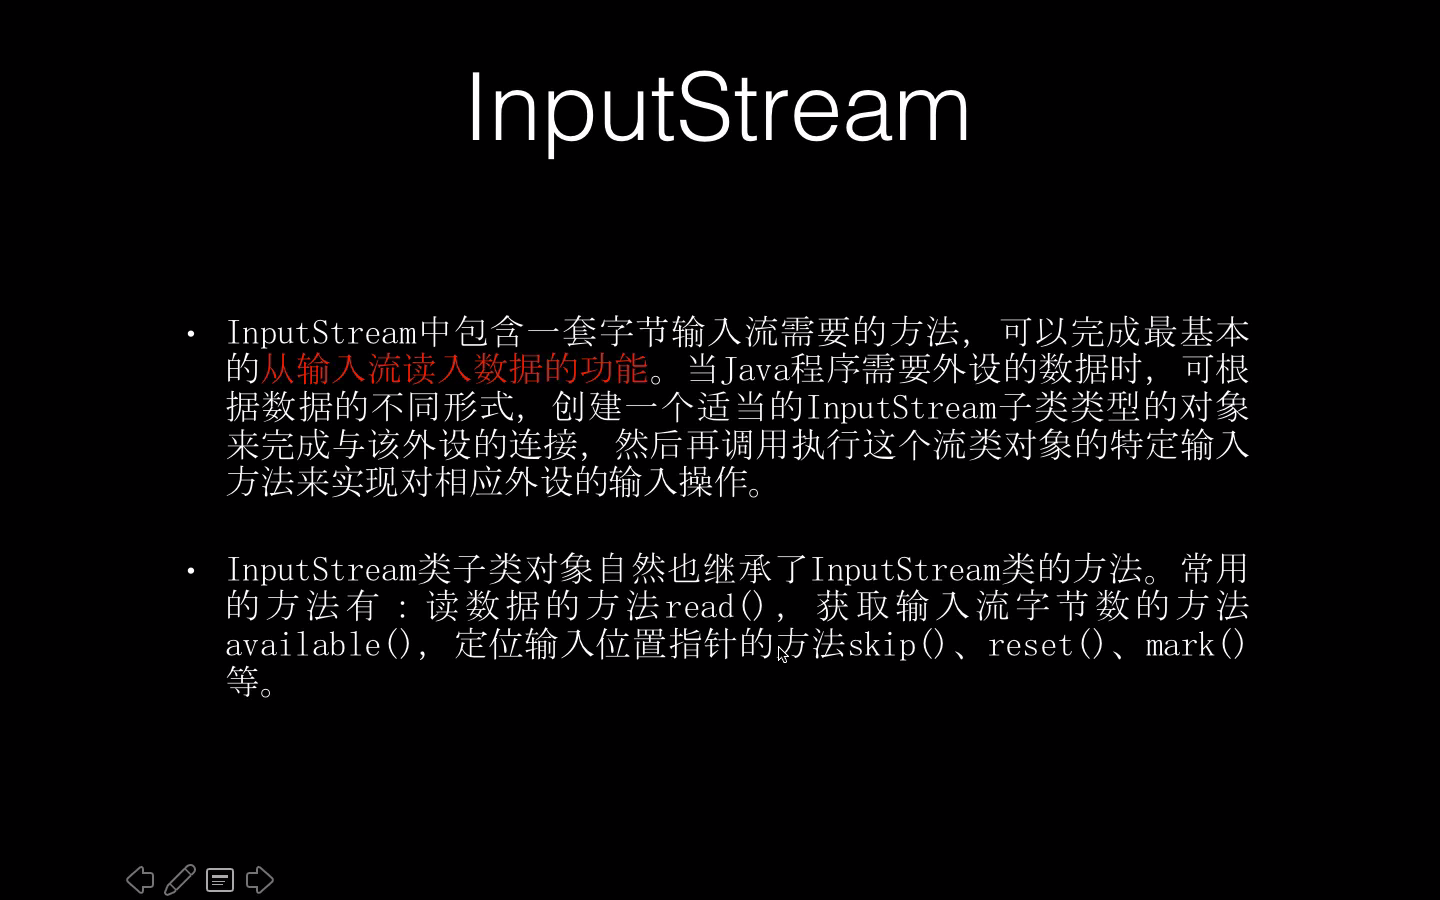 InputStream
• InputStream中包含一套字节输入流需要的方法，可以完成最基本
的从输入流读入数据的功能。当Java程序需要外设的数据时，可根
据数据的不同形式，创建一个适当的InputStream子类类型的对象
来完成与该外设的连接，然后再调用执行这个流类对象的特定输入
方法来实现对相应外设的输入操作。
• InputStream类子类对象自然也继承了InputStream类的方法。常用
的方法有：读数据的方法read()，获取输入流字节数的方法
available()，定位输入位置指针的方法skip()、reset()、mark()
等。